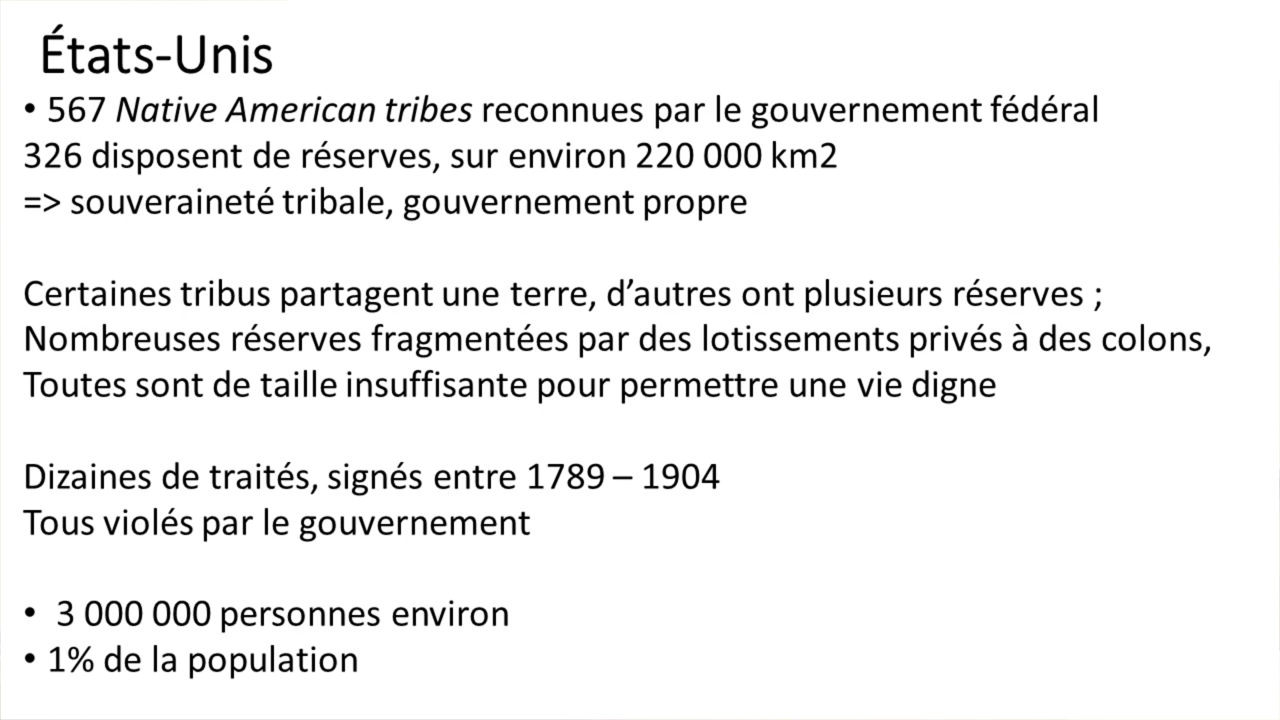 États-Unis
• 567 Native American tribes reconnues par le gouvernement fédéral
326 disposent de réserves, sur environ 220 000 km2
=> souveraineté tribale, gouvernement propre
Certaines tribus partagent une terre, d’autres ont plusieurs réserves ;
Nombreuses réserves fragmentées par des lotissements privés à des colons,
Toutes sont de taille insuffisante pour permettre une vie digne
Dizaines de traités, signés entre 1789 – 1904
Tous violés par le gouvernement
• 3 000 000 personnes environ
• 1% de la population